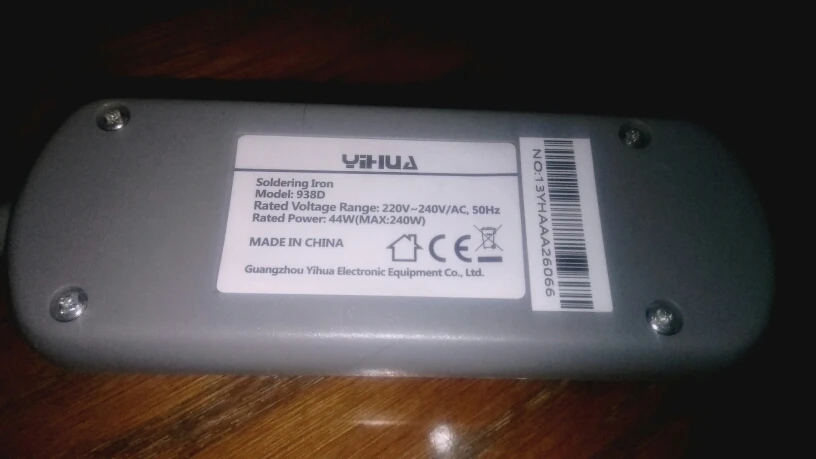 YIHUA
Soldering Iron
Model: 938D
Rated Voltage Range: 220V~240V/AC, 50Hz
Rated Power: 44W(MAX:240W)
MADE IN CHINA
CE
Guangzhou Yihua Electronic Equipment Co., Ltd.
NO:13YHAAA26066